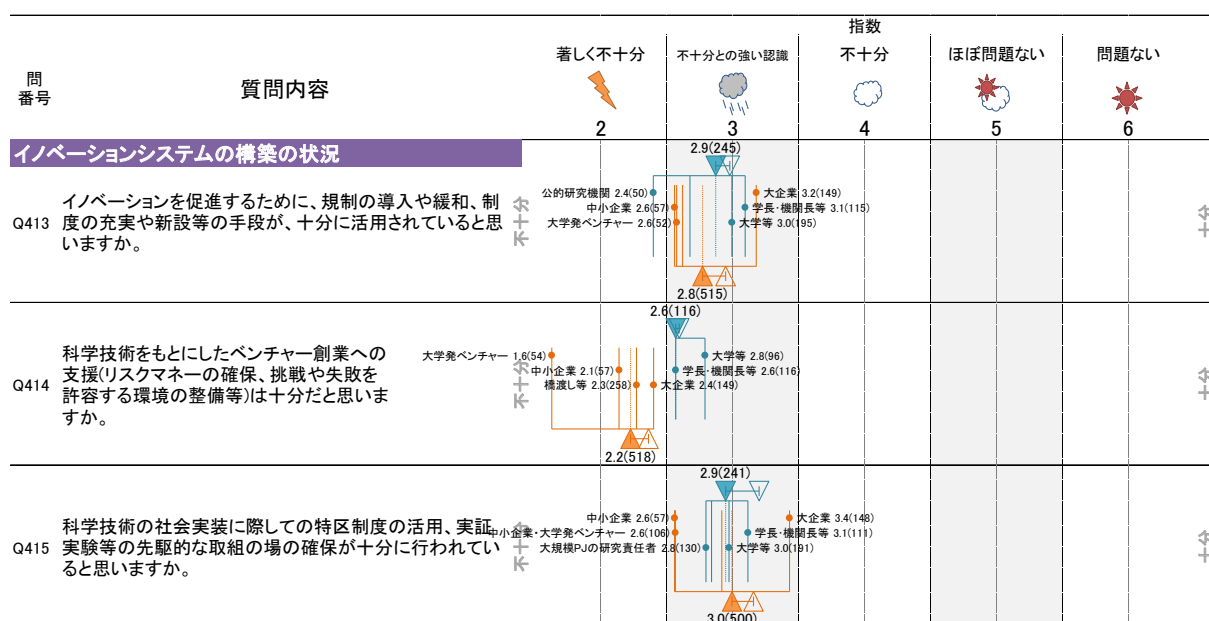 指数
著しく不十分
不十分との強い認識
不十分
ほぼ問題ない
問題ない
問
番号
質問内容
2
3
4
5
6
イノベーションシステムの構築の状況
Q413
イノベーションを促進するために、規制の導入や緩和、制
度の充実や新設等の手段が、十分に活用されていると思
いますか。
不十分
2.9(245)
公的研究機関 2.4(50)
大企業 3.2(149)
中小企業 2.6(57)
学長・機関長等 3.1(115)
大学発ベンチャー 2.6(52)
大学等 3.0(195)
2.8(515)
十分
Q414
科学技術をもとにしたベンチャー創業への
支援(リスクマネーの確保、挑戦や失敗を
許容する環境の整備等)は十分だと思いま
すか。
不十分
2.6(116)
大学発ベンチャー 1.6(54)
大学等 2.8(96)
中小企業 2.1(57)
学長・機関長等 2.6(116)
橋渡し等 2.3(258)
大企業 2.4(149)
2.2(518)
十分
Q415
科学技術の社会実装に際しての特区制度の活用、実証
実験等の先駆的な取組の場の確保が十分に行われてい
ると思いますか。
不十分
2.9(241)
中小企業 2.6(57)
大企業 3.4(148)
中小企業・大学発ベンチャー 2.6(106)
学長・機関長等 3.1(111)
大規模PJの研究責任者 2.8(130)
大学等 3.0(191)
3.0(500)
十分